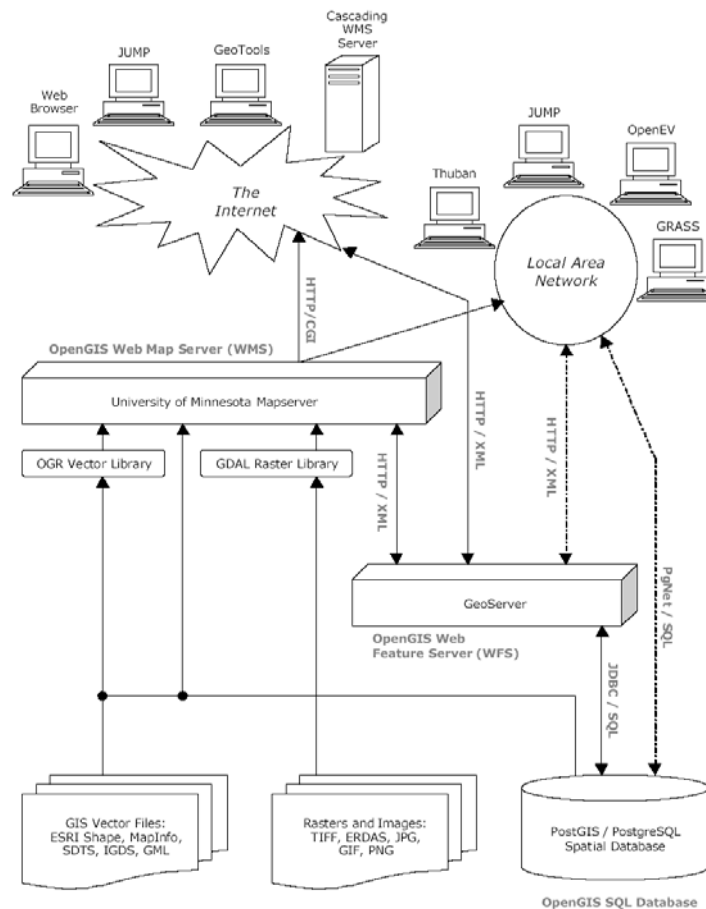 Cascading
WMS
Server
GeoTools
JUMP
Web
Browser
JUMP
OpenEV
Thuban
GRASS
The
Internet
Local Area
Network
HTTP/CGI
OpenGIS Web Map Server (WMS)
University of Minnesota Mapserver
OGR Vector Library
GDAL Raster Library
HTTP / XML
HTTP / XML
HTTP / XML
PgNet / SQL
GeoServer
OpenGIS Web
Feature Server (WFS)
JDBC / SQL
GIS Vector Files:
ESRI Shape, MapInfo,
SDTS, IGDS, GML
Rasters and Images:
TIFF, ERDAS, JPG,
GIF, PNG
PostGIS / PostgreSQL
Spatial Database
OpenGIS SQL Database